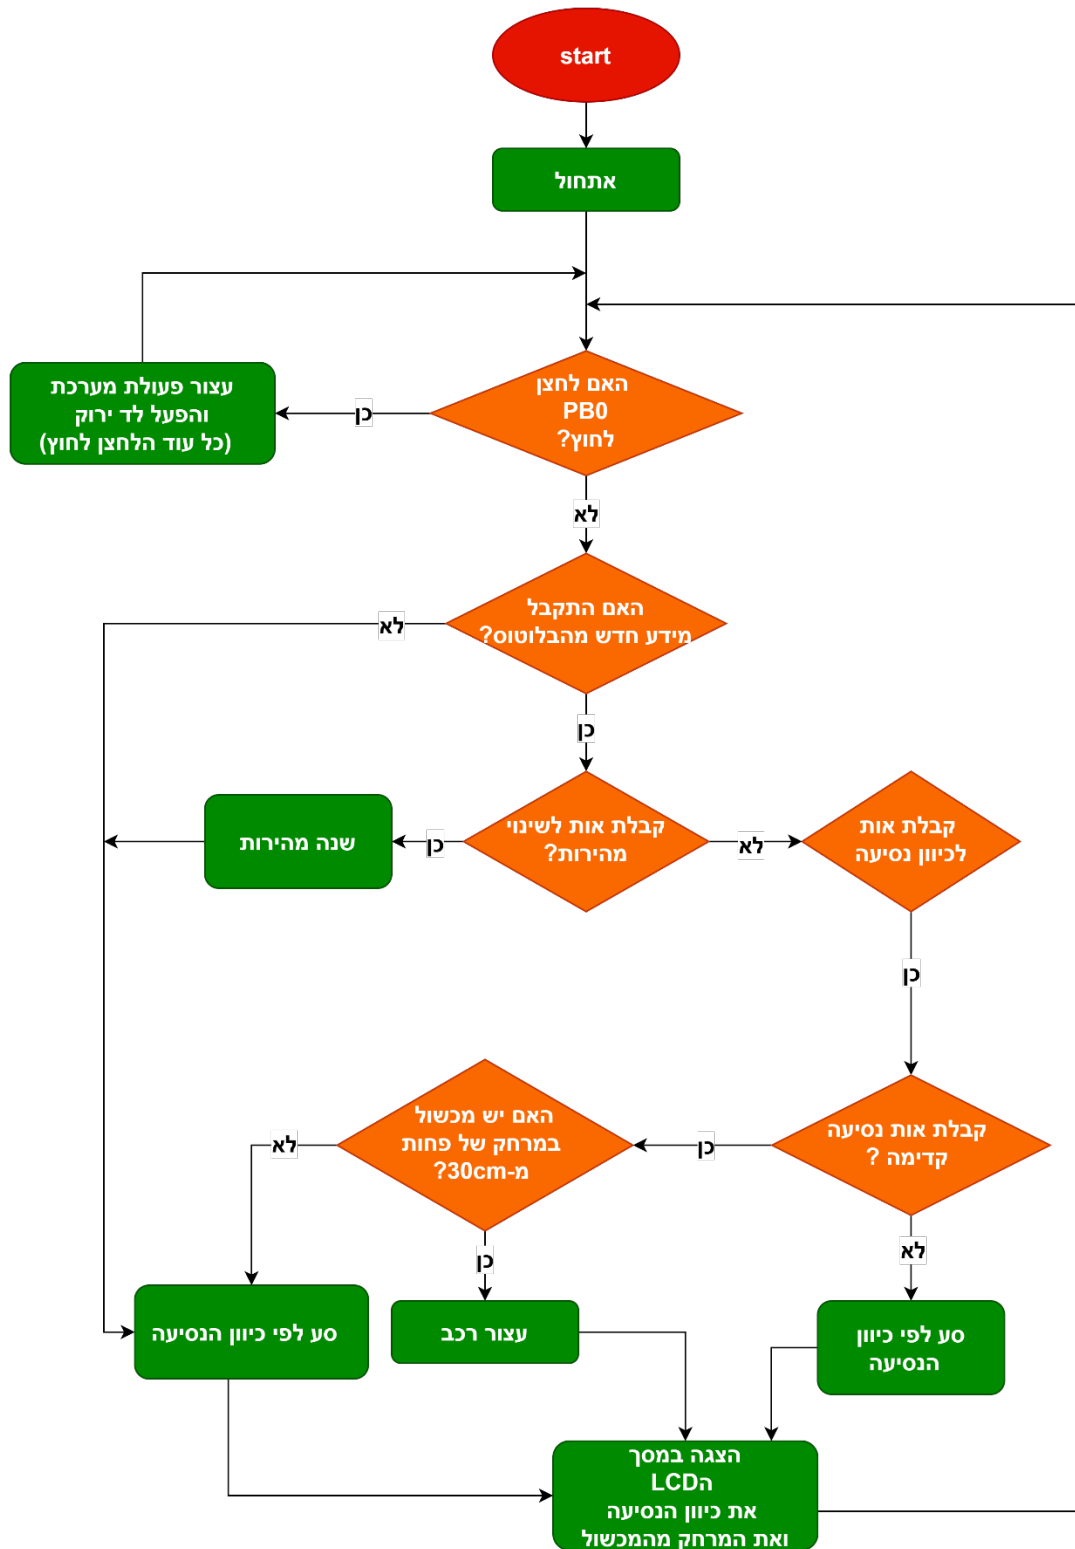 start
אתחול
האם לחצן
PB0
לחוץ?
כן
עצור פעולת מערכת
והפעל לד ירוק
(כל עוד הלחצן לחוץ)
לא
האם התקבל
מידע חדש מהבלוטוס?
לא
כן
קבלת אות לשינוי
מהירות?
כן
שנה מהירות
לא
קבלת אות
לכיוון נסיעה
כן
קבלת אות נסיעה
קדימה ?
כן
האם יש מכשול
במרחק של פחות
מ-30cm?
לא
כן
לא
סע לפי כיוון הנסיעה
עצור רכב
סע לפי כיוון
הנסיעה
הצגה במסך
הLCD
את כיוון הנסיעה
ואת המרחק מהמכשול